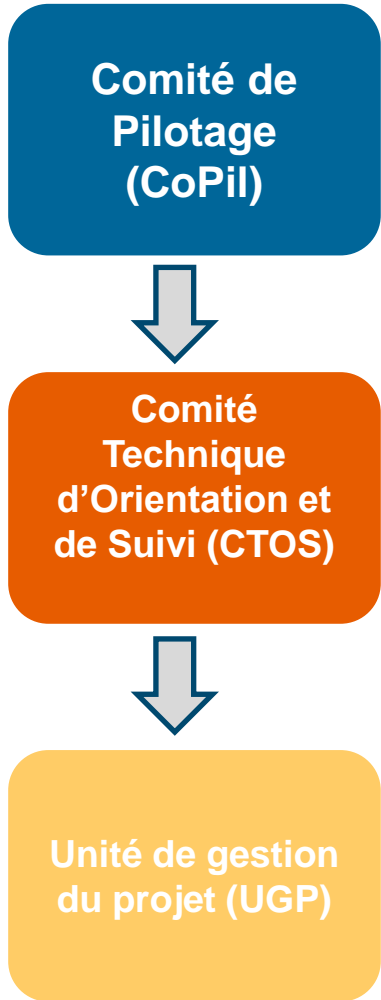 Comité de
Pilotage
(CoPil)
Comité
Technique
d’Orientation et
de Suivi (CTOS)
Unité de gestion
du projet (UGP)